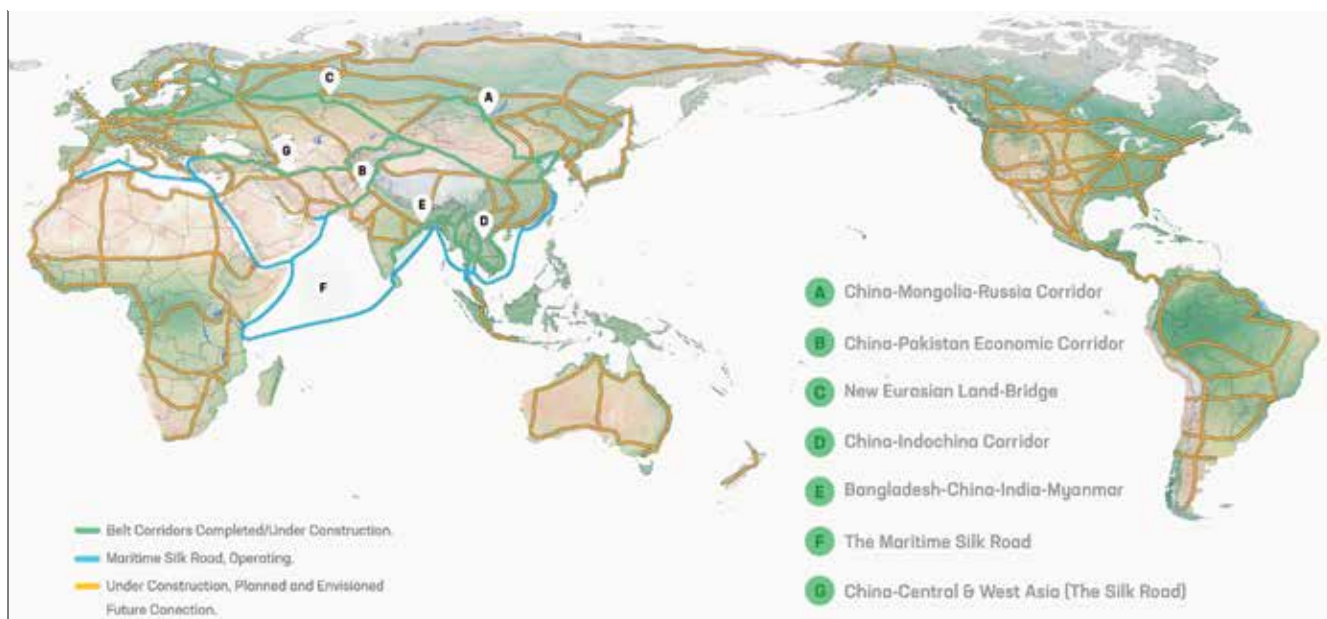 C
A
G
B
E
D
F
A China-Mongolia-Russia Corridor
B China-Pakistan Economic Corridor
C New Eurasian Land-Bridge
D China-Indochina Corridor
E Bangladesh-China-India-Myanmar
F The Maritime Silk Road
G China-Central & West Asia (The Silk Road)
Belt Corridors Completed/Under Construction.
Maritime Silk Road, Operating.
Under Construction, Planned and Envisioned
Future Conection.